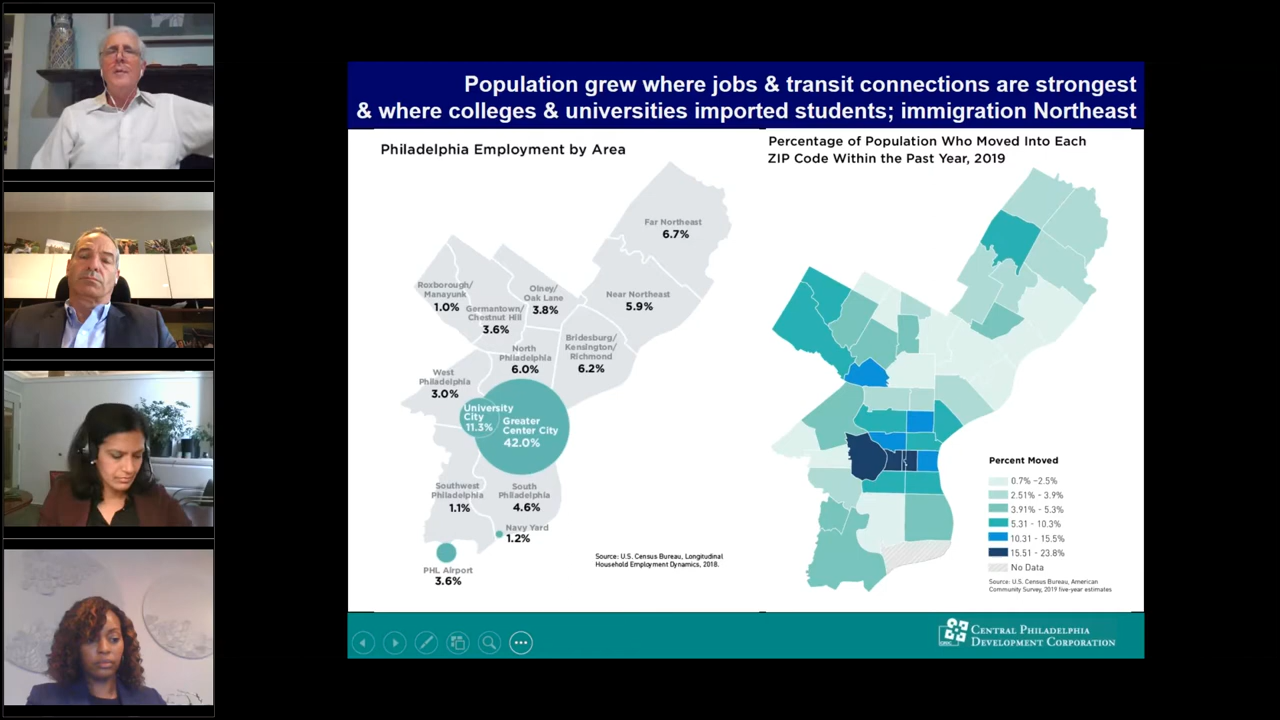 Population grew where jobs & transit connections are strongest
& where colleges & universities imported students; immigration Northeast
Philadelphia Employment by Area
Far Northeast
6.7%
Roxborough/
Manayunk
1.0%
Germantown/
Chestnut Hill
3.6%
Olney/
Oak Lane
3.8%
Near Northeast
5.9%
North
Philadelphia
6.0%
Bridesburg/
Kensington/
Richmond
6.2%
West
Philadelphia
3.0%
University
City
11.3%
Greater
Center City
42.0%
Southwest
Philadelphia
1.1%
South
Philadelphia
4.6%
Navy Yard
1.2%
PHL Airport
3.6%
Source: U.S. Census Bureau, Longitudinal
Household Employment Dynamics, 2018.
Percentage of Population Who Moved Into Each
ZIP Code Within the Past Year, 2019
Percent Moved
0.7% –2.5%
2.51% - 3.9%
3.91% - 5.3%
5.31 - 10.3%
10.31 - 15.5%
15.51 - 23.8%
No Data
Source: U.S. Census Bureau, American
Community Survey, 2019 five-year estimates
Central Philadelphia
Development Corporation